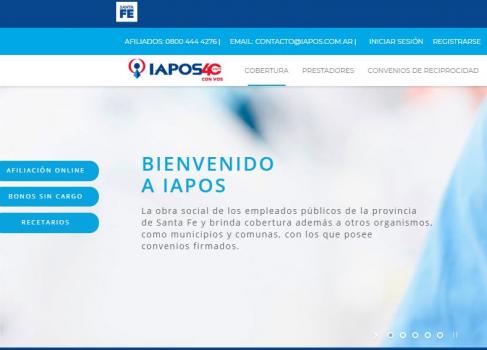 SANTA
FE
AFILIADOS: 0800 444 4276 | EMAIL: CONTACTO@IAPOS.COM.AR | INICIAR SESIÓN REGISTRARSE
IAPOS 40
CON VOS
COBERTURA PRESTADORES CONVENIOS DE RECIPROCIDAD
AFILIACIÓN ONLINE
BONOS SIN CARGO
RECETARIOS
BIENVENIDO
A IAPOS
La obra social de los empleados públicos de la provincia
de Santa Fe y brinda cobertura además a otros organismos,
como municipios y comunas, con los que posee
convenios firmados.